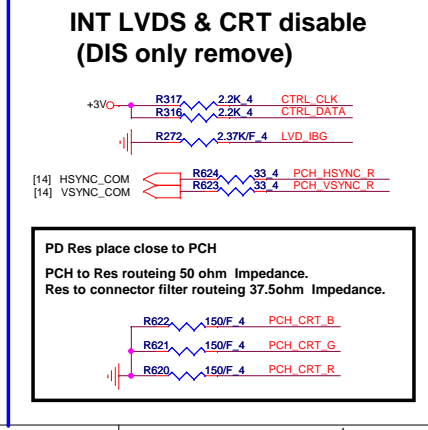 INT LVDS & CRT disable
(DIS only remove)
+3V R317 2.2K_4 CTRL_CLK
R316 2.2K_4 CTRL_DATA
R272 2.37K/F_4 LVD_IBG
[14] HSYNC_COM R624 33_4 PCH_HSYNC_R
[14] VSYNC_COM R623 33_4 PCH_VSYNC_R
PD Res place close to PCH
PCH to Res routeing 50 ohm Impedance.
Res to connector filter routeing 37.5ohm Impedance.
R622 150/F_4 PCH_CRT_B
R621 150/F_4 PCH_CRT_G
R620 150/F_4 PCH_CRT_R